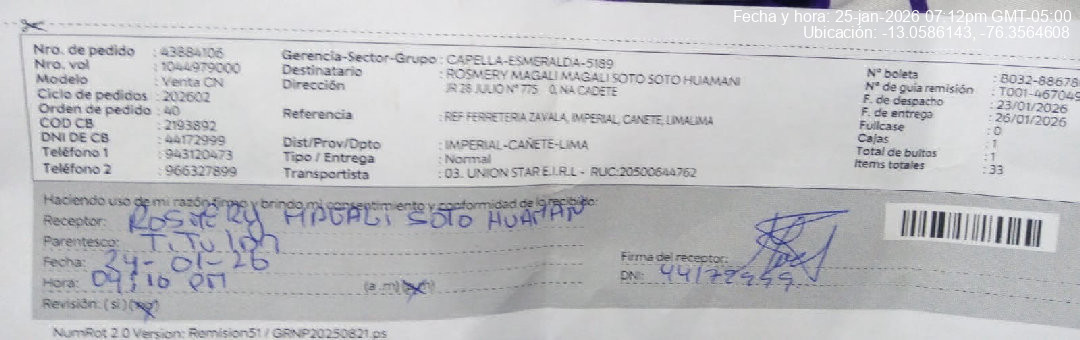 Fecha y hora: 25-jan-2026 07:12pm GMT-05:00
Ubicación: -13.0586143, -76.3564608
Nro. de pedido : 43884106
Nro. vol : 1044979000
Modelo : Venta CN
Ciclo de pedidos : 202602
Orden de pedido : 40
COD CB : 2193892
DNI DE CB : 44172999
Teléfono 1 : 943120473
Teléfono 2 : 966327899
Gerencia-Sector-Grupo : CAPELLA-ESMERALDA-5189
Destinatario : ROSMERY MAGALI MAGALI SOTO SOTO HUAMANI
Dirección : JR 28 JULIO N° 775 0, NA CADETE
Referencia : REF FERRETERIA ZAVALA, IMPERIAL, CANETE, LIMALIMA
Dist/Prov/Dpto : IMPERIAL-CAÑETE-LIMA
Tipo / Entrega : Normal
Transportista : 03. UNION STAR E.I.R.L - RUC:20500644762
N° boleta : B032-88678
N° de guia remisión : T001-467049
F. de despacho : 23/01/2026
F. de entrega : 26/01/2026
Fullcase : 0
Cajas : 1
Total de bultos : 1
Items totales : 33
Haciendo uso de mi razón firmo y brindo mi consentimiento y conformidad de lo recibido:
Receptor: ROSMERY MAGALI SOTO HUAMAN
Parentesco: TiTular
Fecha: 24-01-26
Hora: 04:10 PM (a.m)
Revisión: (si)
Firma del receptor:
DNI: 44172999
NumRot 2.0 Version: Remision51 / GRNP20250821.ps